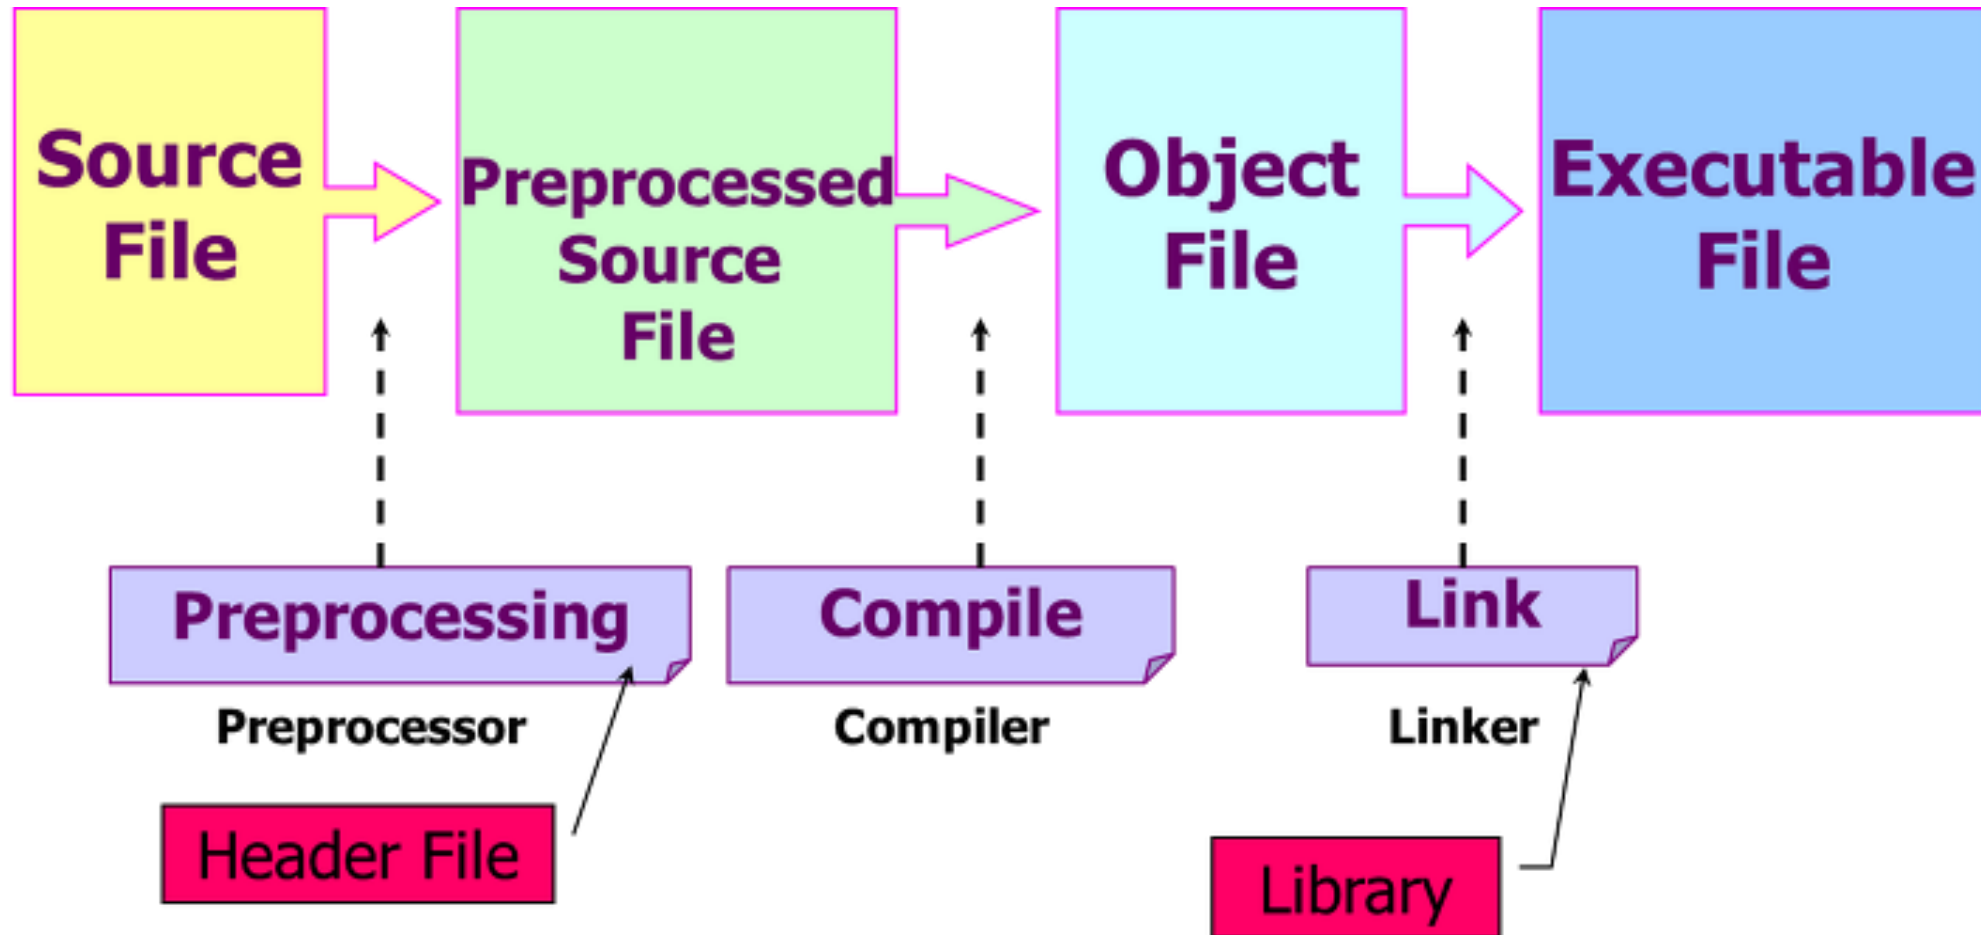 Source
File
Preprocessed
Source
File
Object
File
Executable
File
Preprocessing
Compile
Link
Preprocessor
Compiler
Linker
Header File
Library